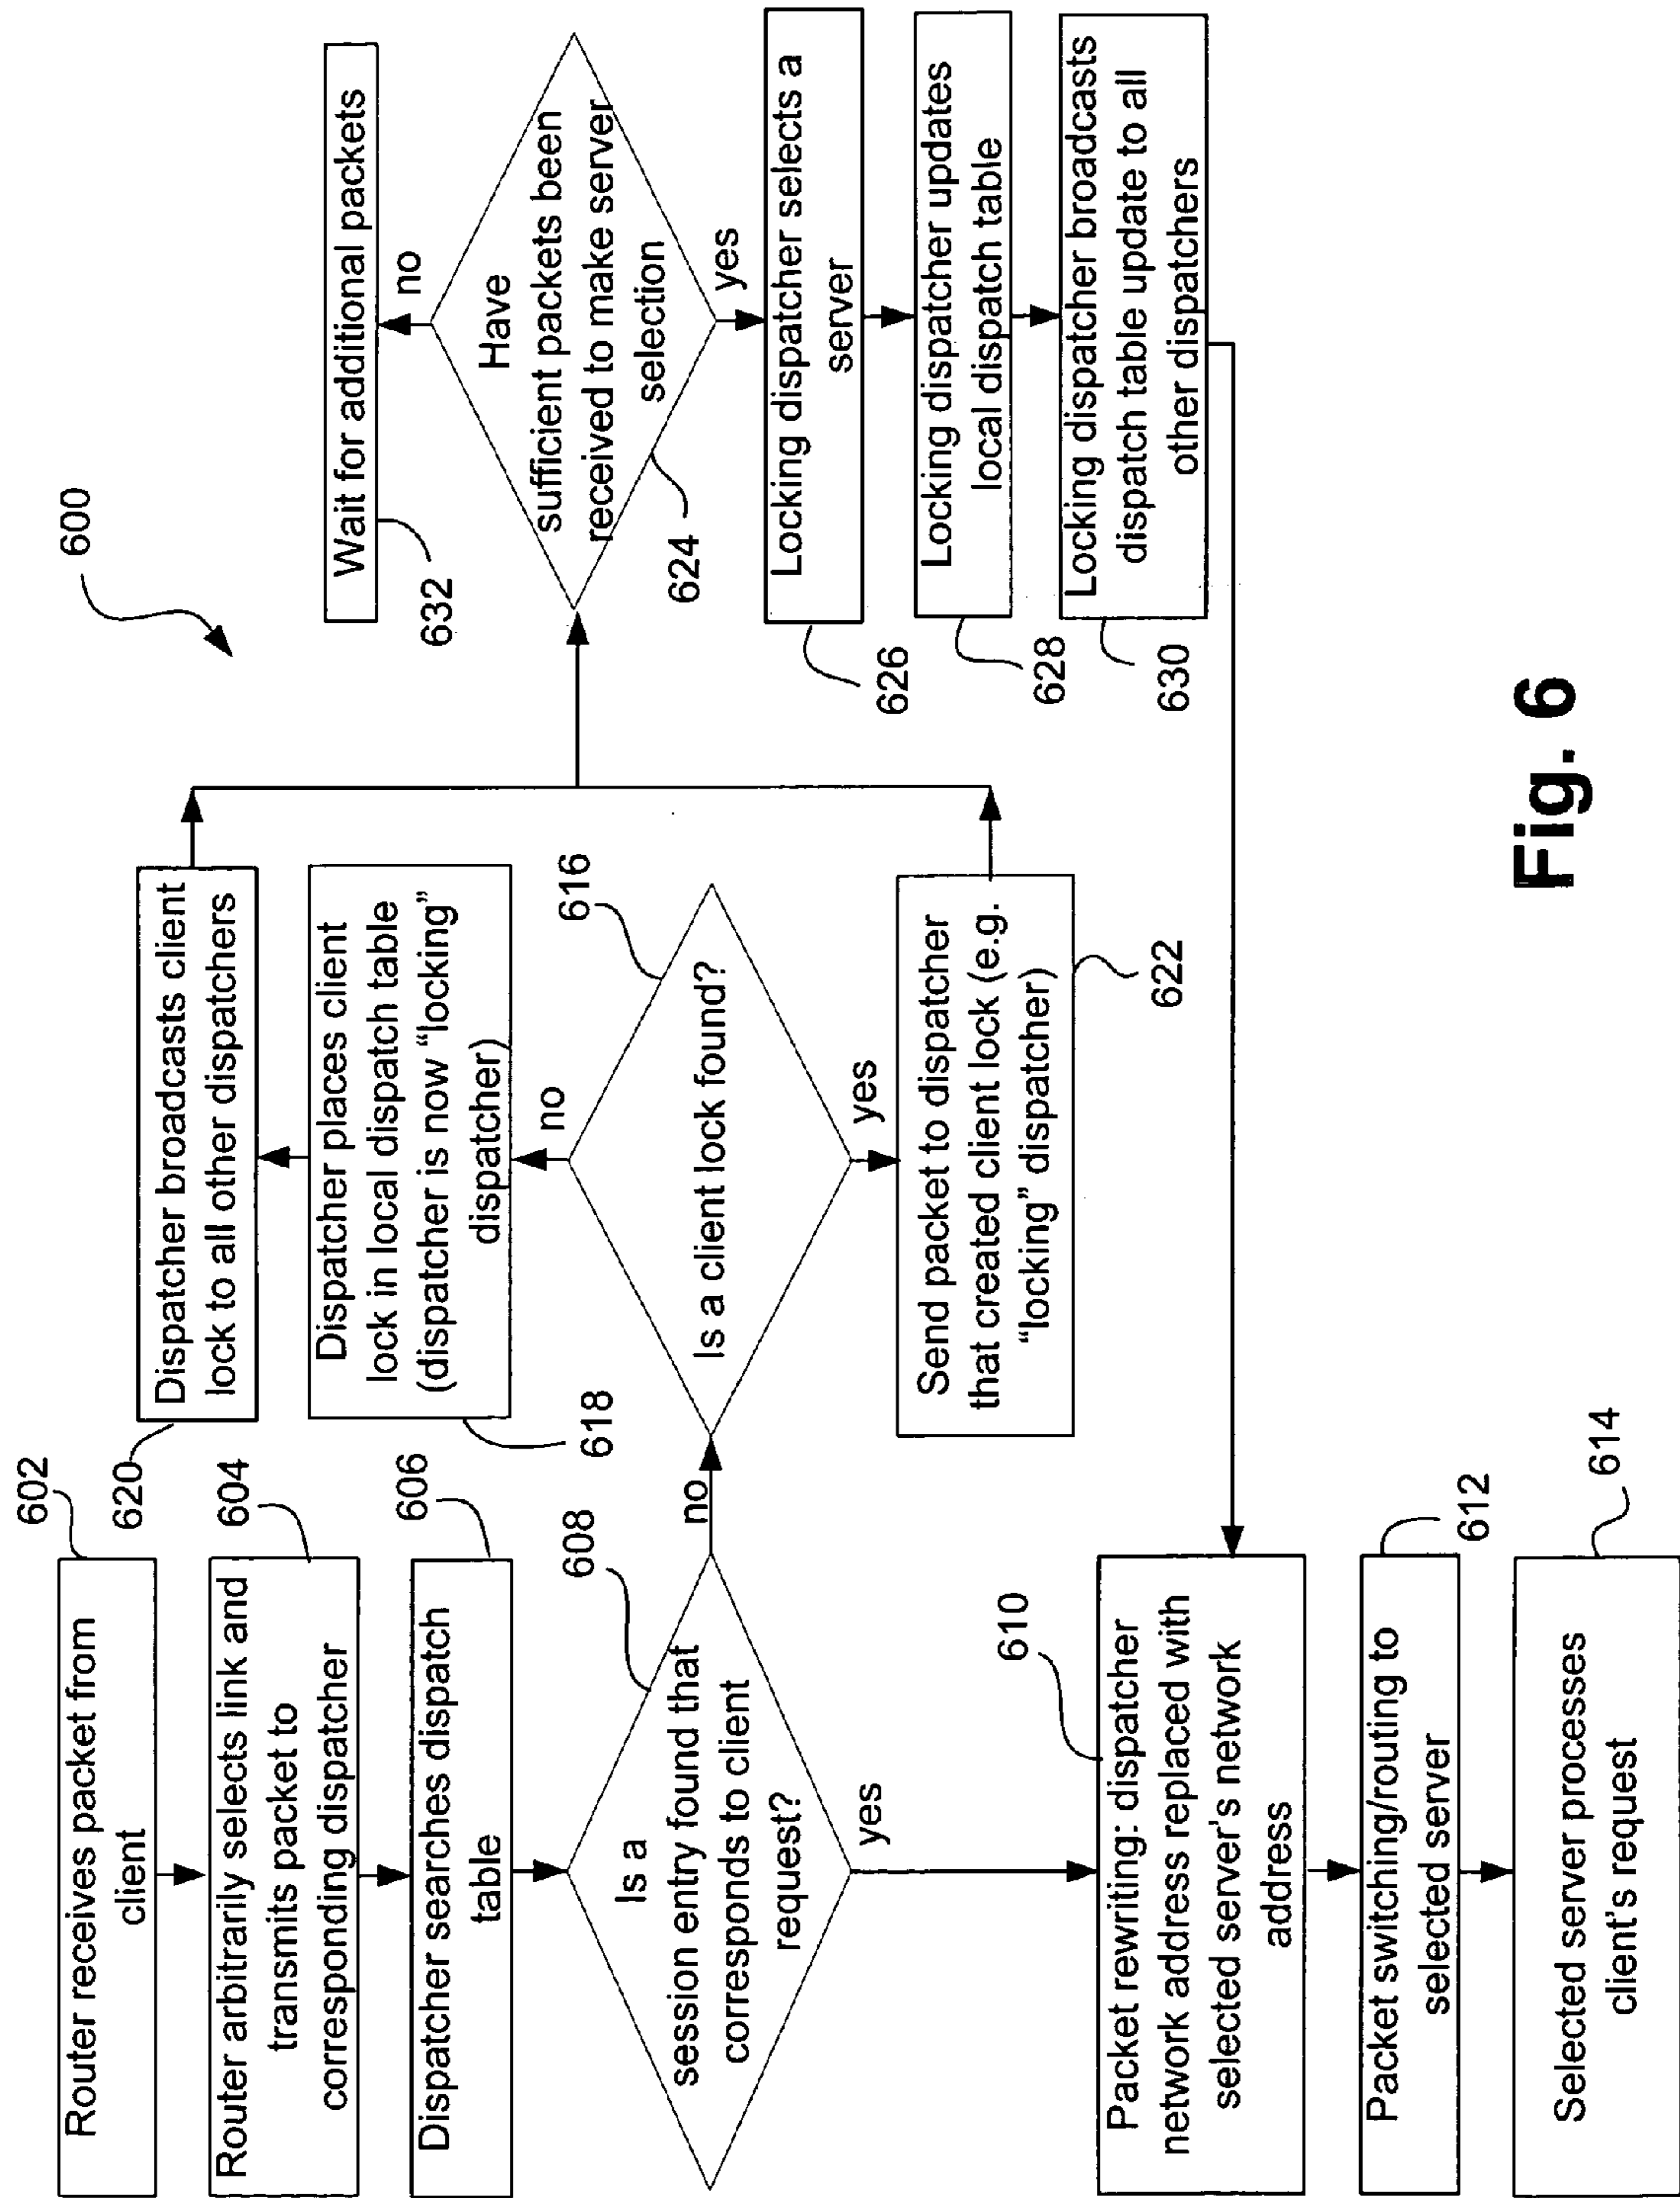 600
602
Router receives packet from
client
604
Router arbitrarily selects link and
transmits packet to
corresponding dispatcher
606
Dispatcher searches dispatch
table
608
Is a
session entry found that
corresponds to client
request?
no
yes
610
Packet rewriting: dispatcher
network address replaced with
selected server's network
address
612
Packet switching/routing to
selected server
614
Selected server processes
client's request
620
Dispatcher broadcasts client
lock to all other dispatchers
618
Dispatcher places client
lock in local dispatch table
(dispatcher is now “locking”
dispatcher)
no
616
Is a client lock found?
yes
Send packet to dispatcher
that created client lock (e.g.
“locking” dispatcher)
622
Wait for additional packets
632
no
Have
sufficient packets been
received to make server
selection
624
yes
Locking dispatcher selects a
server
626
Locking dispatcher updates
local dispatch table
628
Locking dispatcher broadcasts
dispatch table update to all
other dispatchers
630
Fig. 6